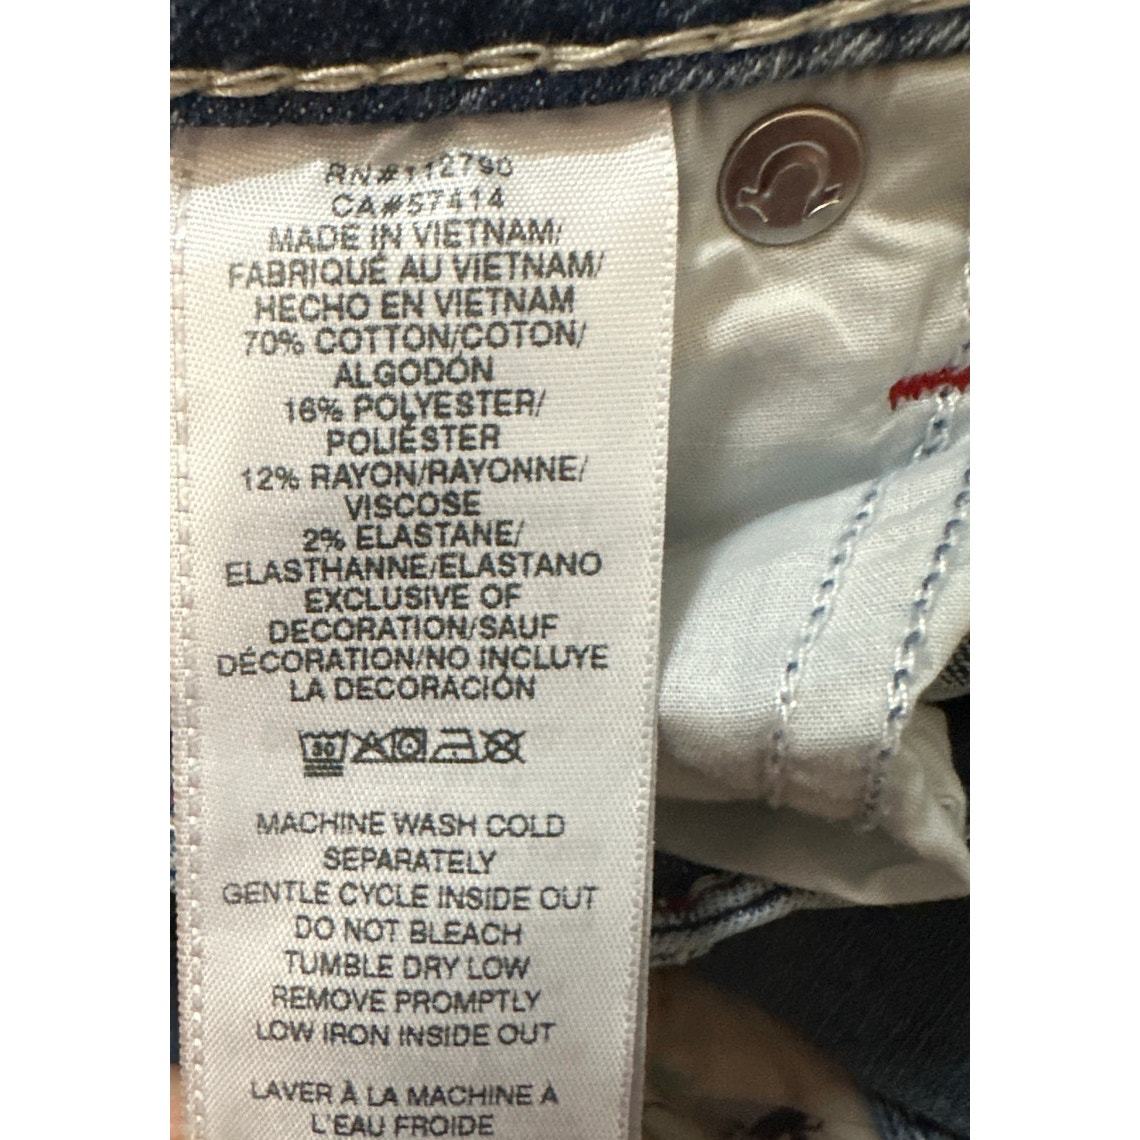 RN#112790
CA#57414
MADE IN VIETNAM/
FABRIQUÉ AU VIETNAM/
HECHO EN VIETNAM
70% COTTON/COTON/
ALGODÓN
16% POLYESTER/
POLIÉSTER
12% RAYON/RAYONNE/
VISCOSE
2% ELASTANE/
ELASTHANNE/ELASTANO
EXCLUSIVE OF
DECORATION/SAUF
DÉCORATION/NO INCLUYE
LA DECORACIÓN
30
MACHINE WASH COLD
SEPARATELY
GENTLE CYCLE INSIDE OUT
DO NOT BLEACH
TUMBLE DRY LOW
REMOVE PROMPTLY
LOW IRON INSIDE OUT
LAVER À LA MACHINE À
L'EAU FROIDE